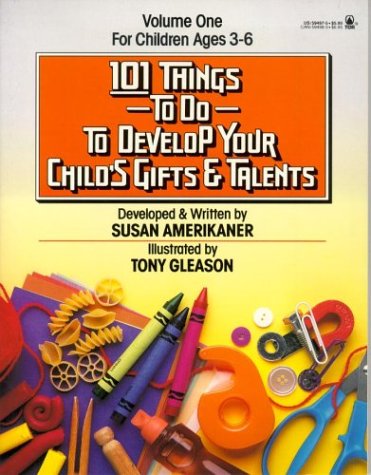 Volume One
For Children Ages 3-6
TOR
101 THINGS
—TO DO—
TO DEVELOP YOUR
CHILD'S GIFTS & TALENTS
Developed & Written by
SUSAN AMERIKANER
Illustrated by
TONY GLEASON